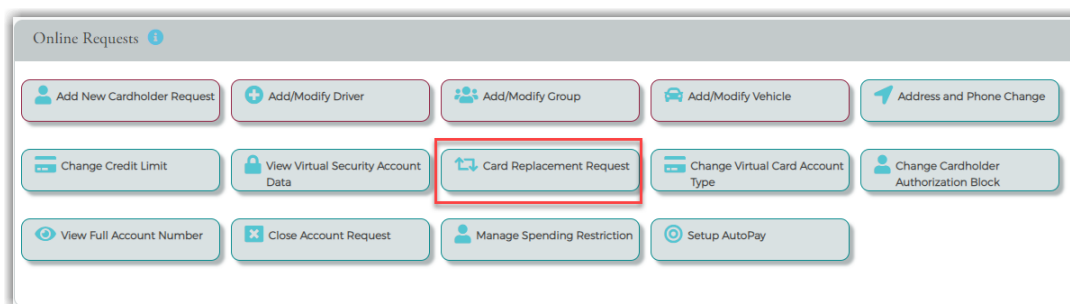 Online Requests
Add New Cardholder Request
Add/Modify Driver
Add/Modify Group
Add/Modify Vehicle
Address and Phone Change
Change Credit Limit
View Virtual Security Account
Data
Card Replacement Request
Change Virtual Card Account
Type
Change Cardholder
Authorization Block
View Full Account Number
Close Account Request
Manage Spending Restriction
Setup AutoPay